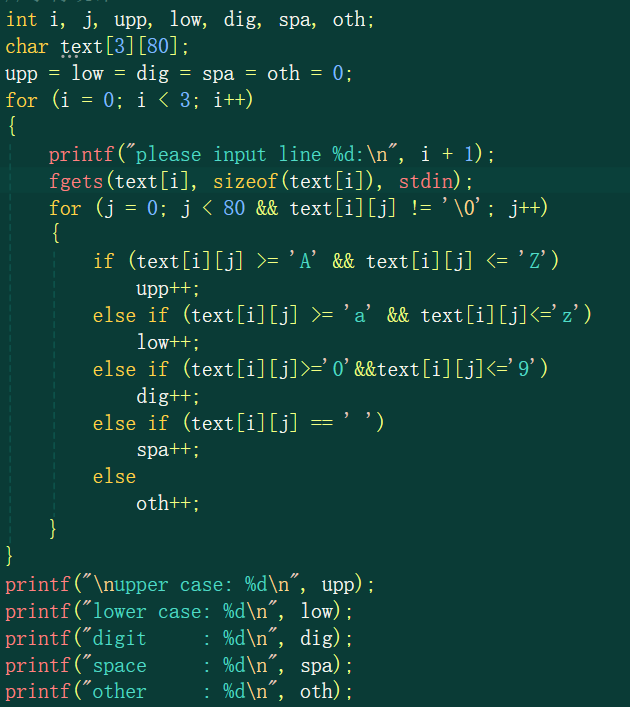 int i, j, upp, low, dig, spa, oth;
char text[3][80];
upp = low = dig = spa = oth = 0;
for (i = 0; i < 3; i++)
{
    printf("please input line %d:\n", i + 1);
    fgets(text[i], sizeof(text[i]), stdin);
    for (j = 0; j < 80 && text[i][j] != '\0'; j++)
    {
        if (text[i][j] >= 'A' && text[i][j] <= 'Z')
            upp++;
        else if (text[i][j] >= 'a' && text[i][j]<='z')
            low++;
        else if (text[i][j]>='0'&&text[i][j]<='9')
            dig++;
        else if (text[i][j] == ' ')
            spa++;
        else
            oth++;
    }
}
printf("\nupper case: %d\n", upp);
printf("lower case: %d\n", low);
printf("digit     : %d\n", dig);
printf("space     : %d\n", spa);
printf("other     : %d\n", oth);